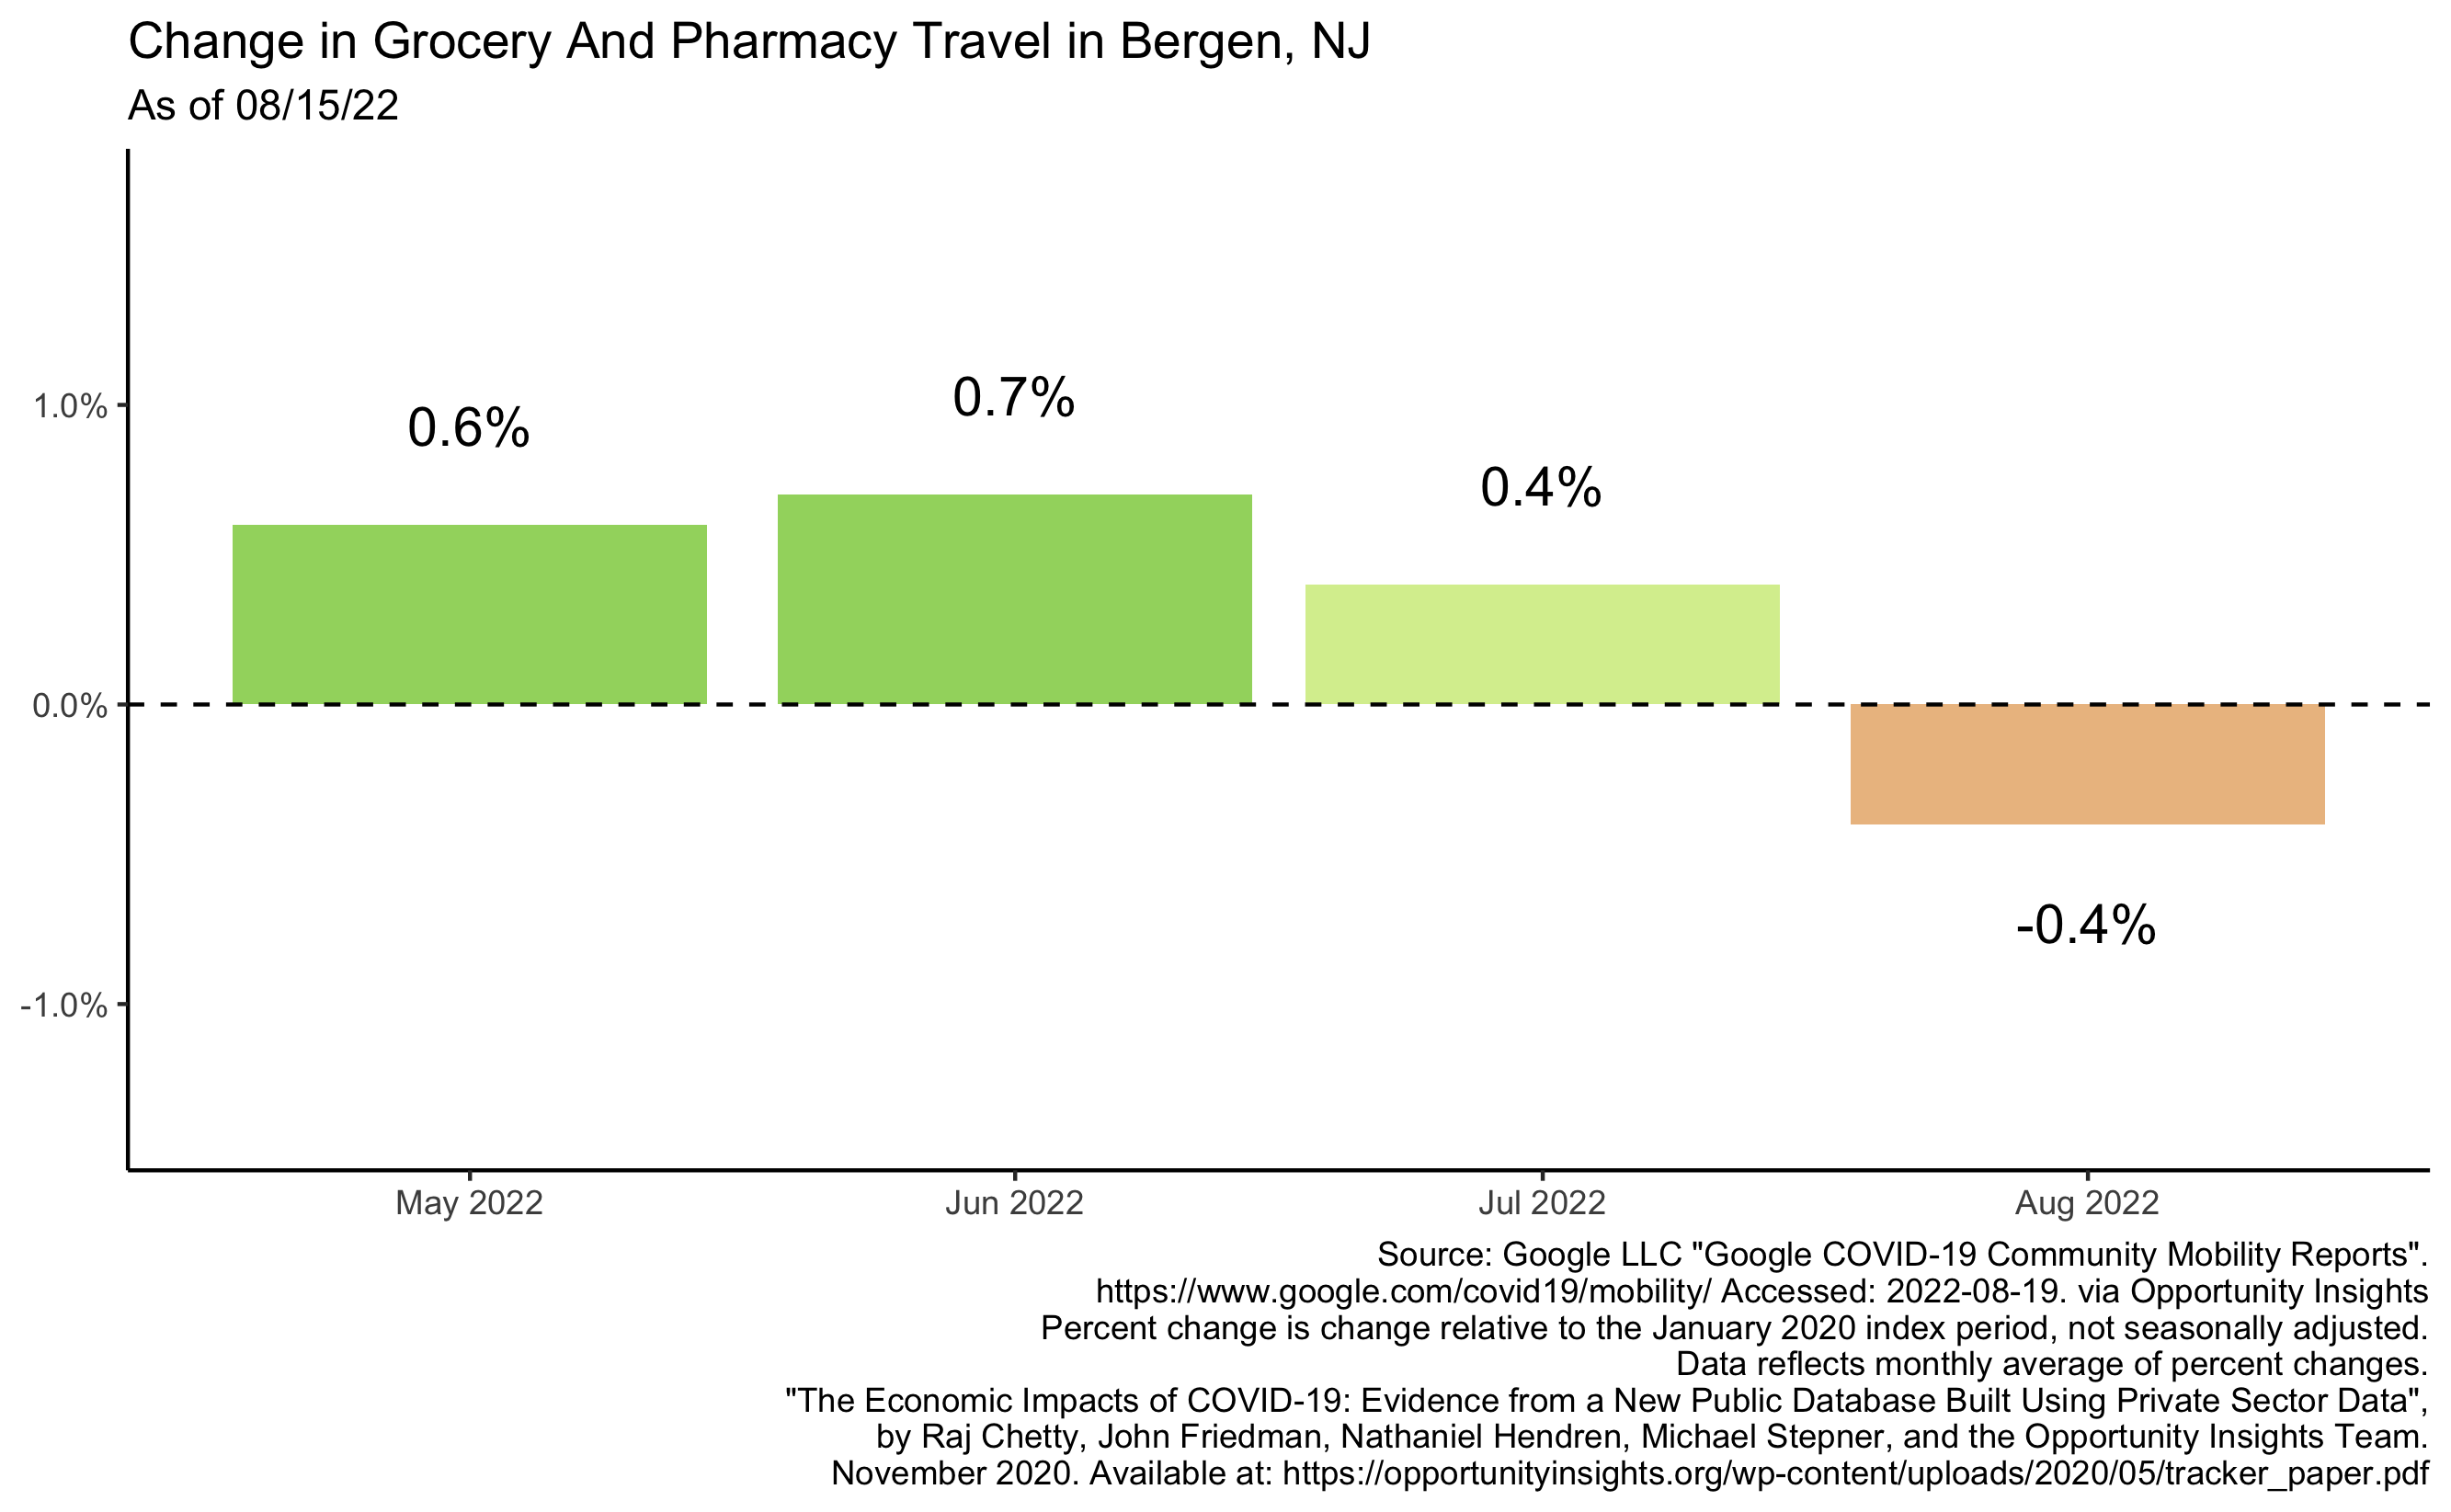 Change in Grocery And Pharmacy Travel in Bergen, NJ
As of 08/15/22
1.0%
0.0%
-1.0%
0.6%
0.7%
0.4%
-0.4%
May 2022
Jun 2022
Jul 2022
Aug 2022
Source: Google LLC "Google COVID-19 Community Mobility Reports".
https://www.google.com/covid19/mobility/ Accessed: 2022-08-19. via Opportunity Insights
Percent change is change relative to the January 2020 index period, not seasonally adjusted.
Data reflects monthly average of percent changes.
"The Economic Impacts of COVID-19: Evidence from a New Public Database Built Using Private Sector Data",
by Raj Chetty, John Friedman, Nathaniel Hendren, Michael Stepner, and the Opportunity Insights Team.
November 2020. Available at: https://opportunityinsights.org/wp-content/uploads/2020/05/tracker_paper.pdf